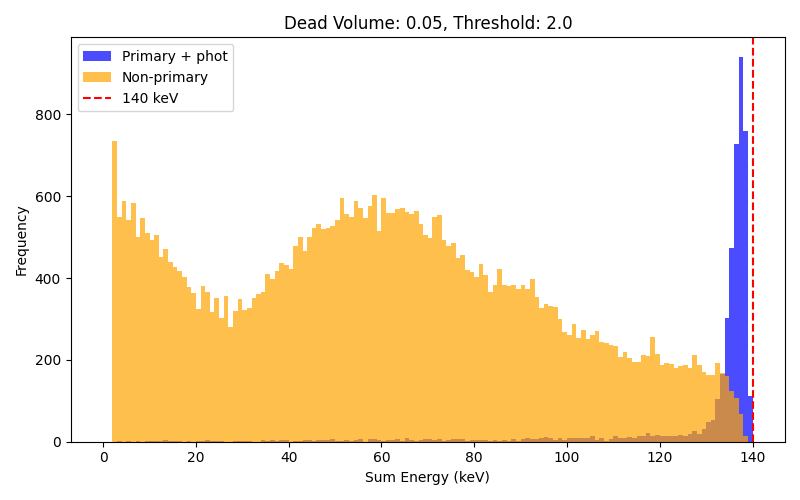 Dead Volume: 0.05, Threshold: 2.0
Primary + phot
Non-primary
140 keV
Frequency
800
600
400
200
0
0 20 40 60 80 100 120 140
Sum Energy (keV)